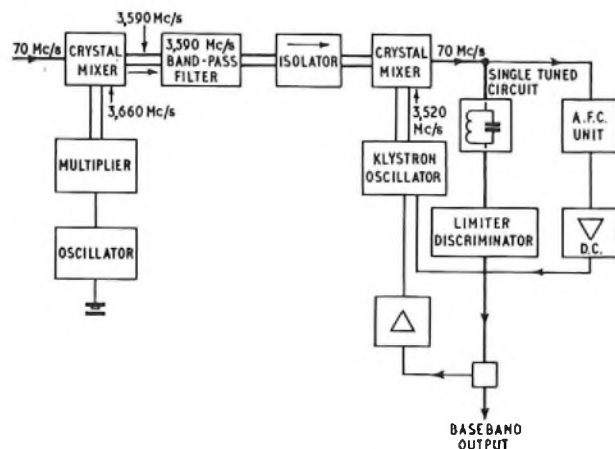 3,590 Mc/s
70 Mc/s
CRYSTAL
MIXER
3,590 Mc/s
BAND-PASS
FILTER
ISOLATOR
CRYSTAL
MIXER
70 Mc/s
SINGLE TUNED
CIRCUIT
3,660 Mc/s
3,520
Mc/s
A.F.C.
UNIT
MULTIPLIER
KLYSTRON
OSCILLATOR
OSCILLATOR
LIMITER
DISCRIMINATOR
D.C.
BASEBAND
OUTPUT